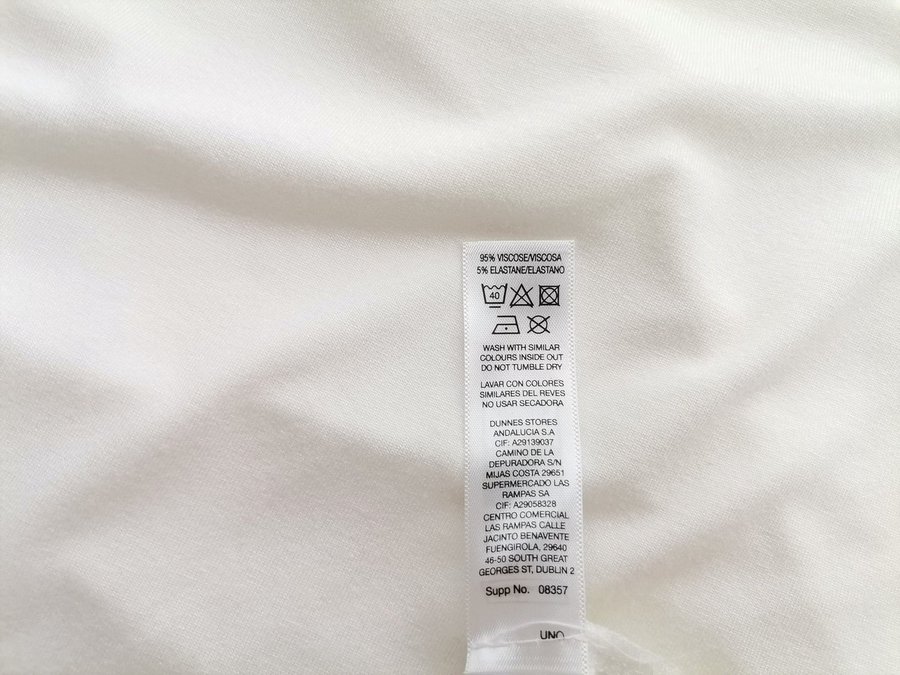 95% VISCOSE/VISCOSA
5% ELASTANE/ELASTANO
40
WASH WITH SIMILAR
COLOURS INSIDE OUT
DO NOT TUMBLE DRY
LAVAR CON COLORES
SIMILARES DEL REVES
NO USAR SECADORA
DUNNES STORES
ANDALUCIA S.A
CIF: A29139037
CAMINO DE LA
DEPURADORA S/N
MIJAS COSTA 29651
SUPERMERCADO LAS
RAMPAS SA
CIF: A29058328
CENTRO COMERCIAL
LAS RAMPAS CALLE
JACINTO BENAVENTE
FUENGIROLA, 29640
46-50 SOUTH GREAT
GEORGES ST, DUBLIN 2
Supp No. 08357